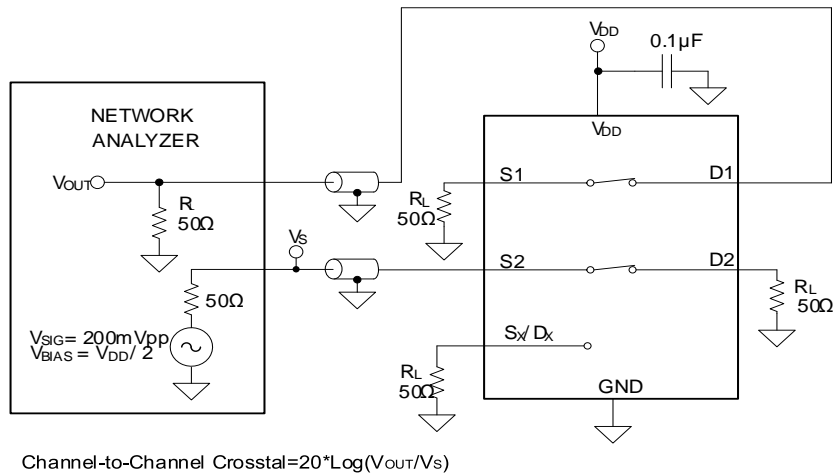 VDD
0.1µF
NETWORK
ANALYZER
VDD
VOUT
S1
D1
RL
50Ω
RL
50Ω
VS
S2
D2
50Ω
RL
50Ω
VSIG= 200mVpp
VBIAS = VDD/ 2
SX/ DX
RL
50Ω
GND
Channel-to-Channel Crosstal=20*Log(VOUT/VS)